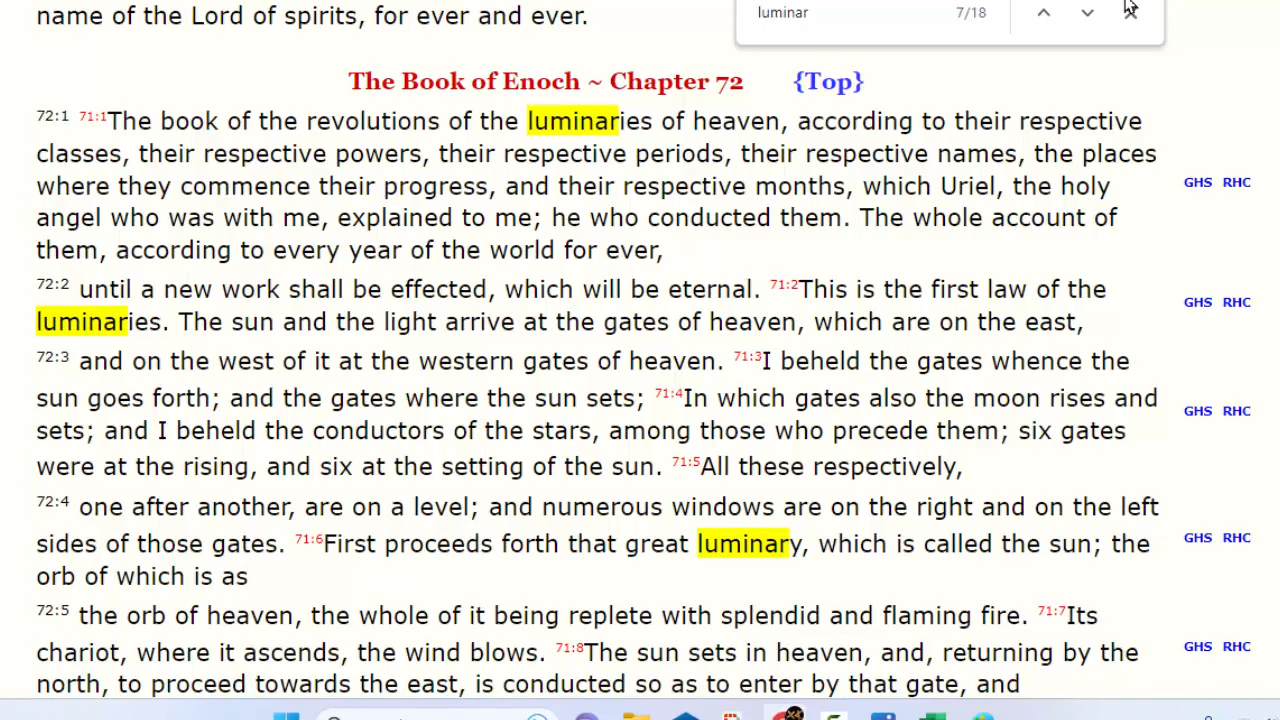 name of the Lord of spirits, for ever and ever.
luminar 7/18
The Book of Enoch ~ Chapter 72 {Top}
72:1 71:1The book of the revolutions of the luminaries of heaven, according to their respective
classes, their respective powers, their respective periods, their respective names, the places
where they commence their progress, and their respective months, which Uriel, the holy
GHS RHC
angel who was with me, explained to me; he who conducted them. The whole account of
them, according to every year of the world for ever,
72:2 until a new work shall be effected, which will be eternal. 71:2This is the first law of the
GHS RHC
luminaries. The sun and the light arrive at the gates of heaven, which are on the east,
72:3 and on the west of it at the western gates of heaven. 71:3I beheld the gates whence the
sun goes forth; and the gates where the sun sets; 71:4In which gates also the moon rises and
GHS RHC
sets; and I beheld the conductors of the stars, among those who precede them; six gates
were at the rising, and six at the setting of the sun. 71:5All these respectively,
72:4 one after another, are on a level; and numerous windows are on the right and on the left
sides of those gates. 71:6First proceeds forth that great luminary, which is called the sun; the
GHS RHC
orb of which is as
72:5 the orb of heaven, the whole of it being replete with splendid and flaming fire. 71:7Its
chariot, where it ascends, the wind blows. 71:8The sun sets in heaven, and, returning by the
GHS RHC
north, to proceed towards the east, is conducted so as to enter by that gate, and